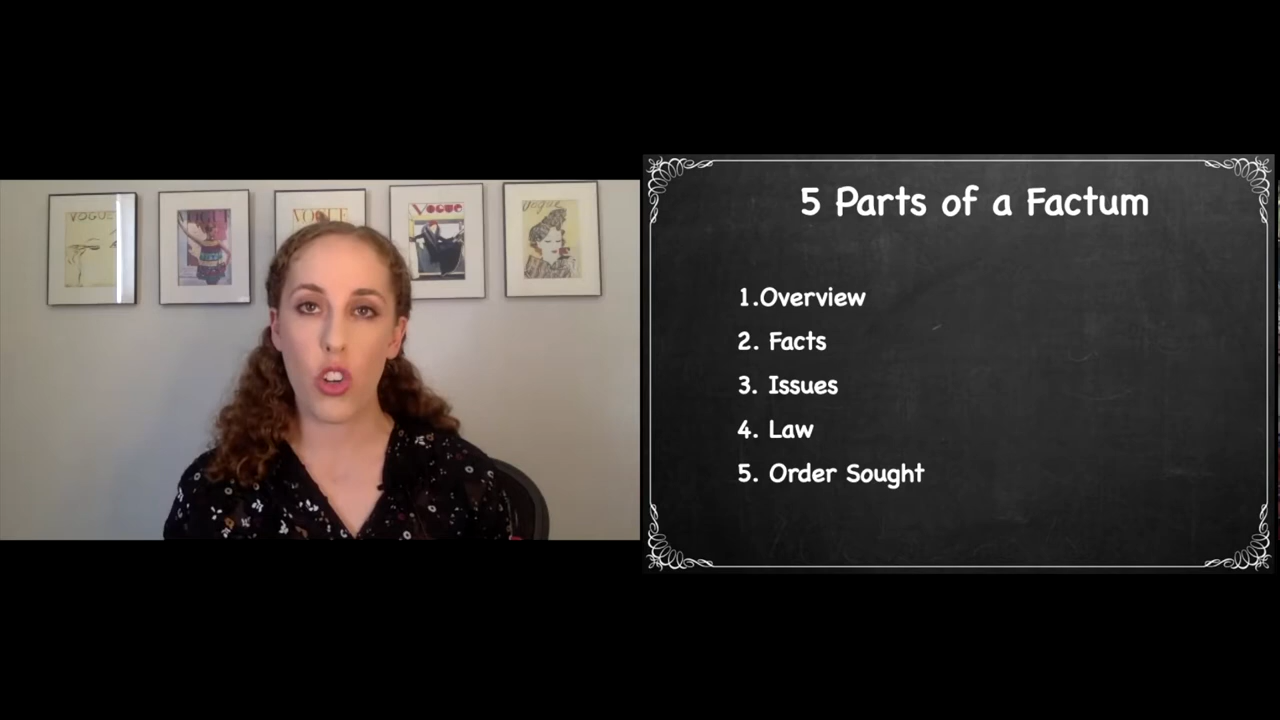 VOGUE
VOGUE
VOGUE
VOGUE
Vogue
5 Parts of a Factum
1.Overview
2. Facts
3. Issues
4. Law
5. Order Sought